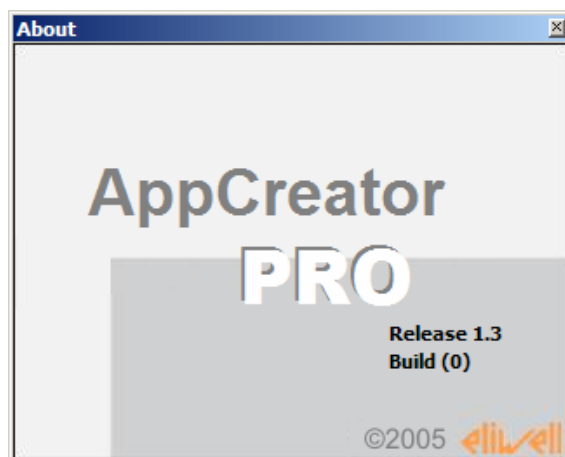 About
AppCreator
PRO
Release 1.3
Build (0)
©2005 eliwell